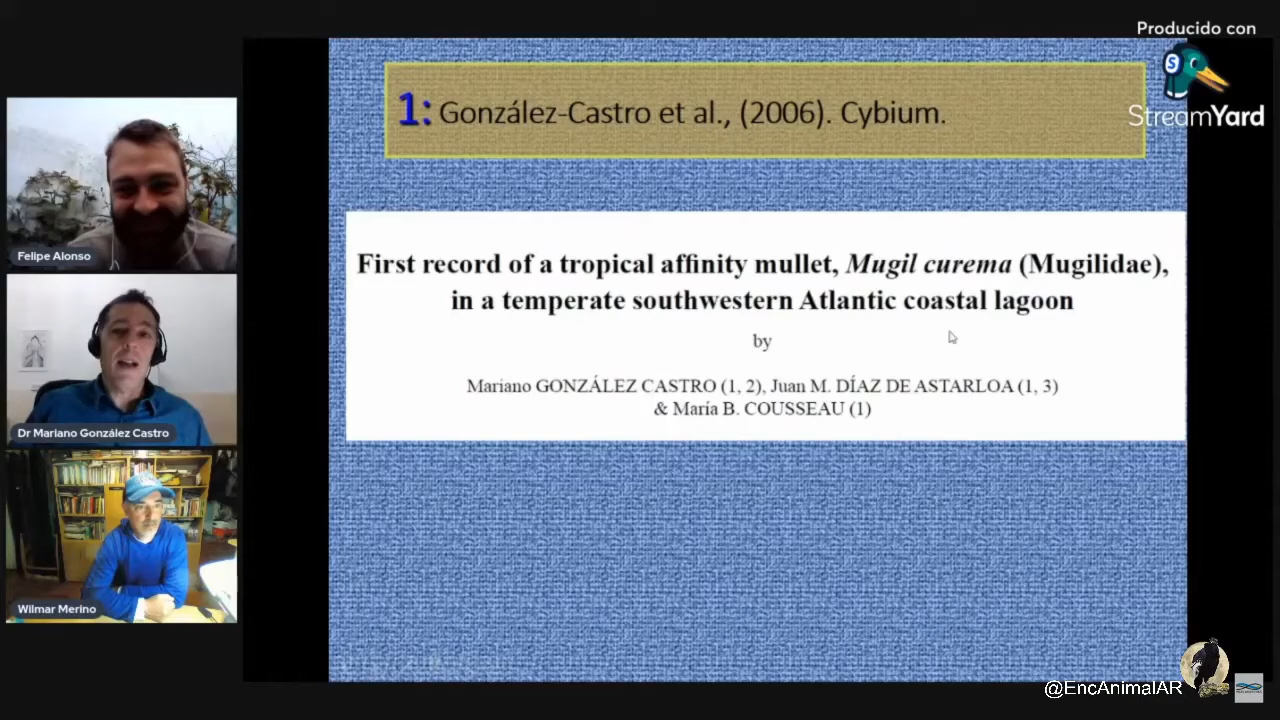 Producido con
StreamYard
1: González-Castro et al., (2006). Cybium.
First record of a tropical affinity mullet, Mugil curema (Mugilidae),
in a temperate southwestern Atlantic coastal lagoon
by
Mariano GONZÁLEZ CASTRO (1, 2), Juan M. DÍAZ DE ASTARLOA (1, 3)
& María B. COUSSEAU (1)
Felipe Alonso
Dr Mariano González Castro
Wilmar Merino
@EncAnimalAR